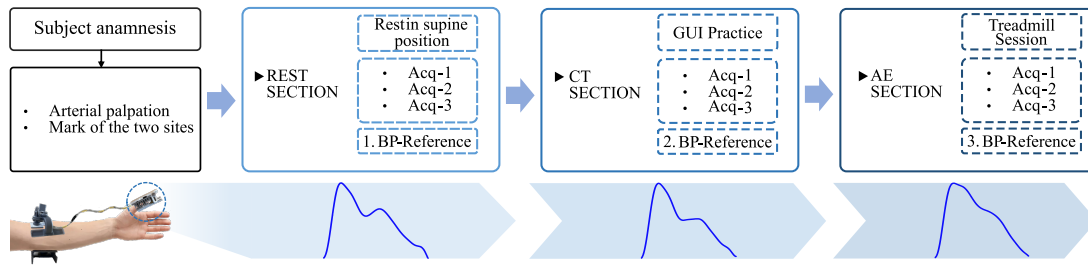 Subject anamnesis
• Arterial palpation
• Mark of the two sites
▶REST
SECTION
Restin supine
position
• Acq-1
• Acq-2
• Acq-3
1. BP-Reference
▶CT
SECTION
GUI Practice
• Acq-1
• Acq-2
• Acq-3
2. BP-Reference
▶AE
SECTION
Treadmill
Session
• Acq-1
• Acq-2
• Acq-3
3. BP-Reference